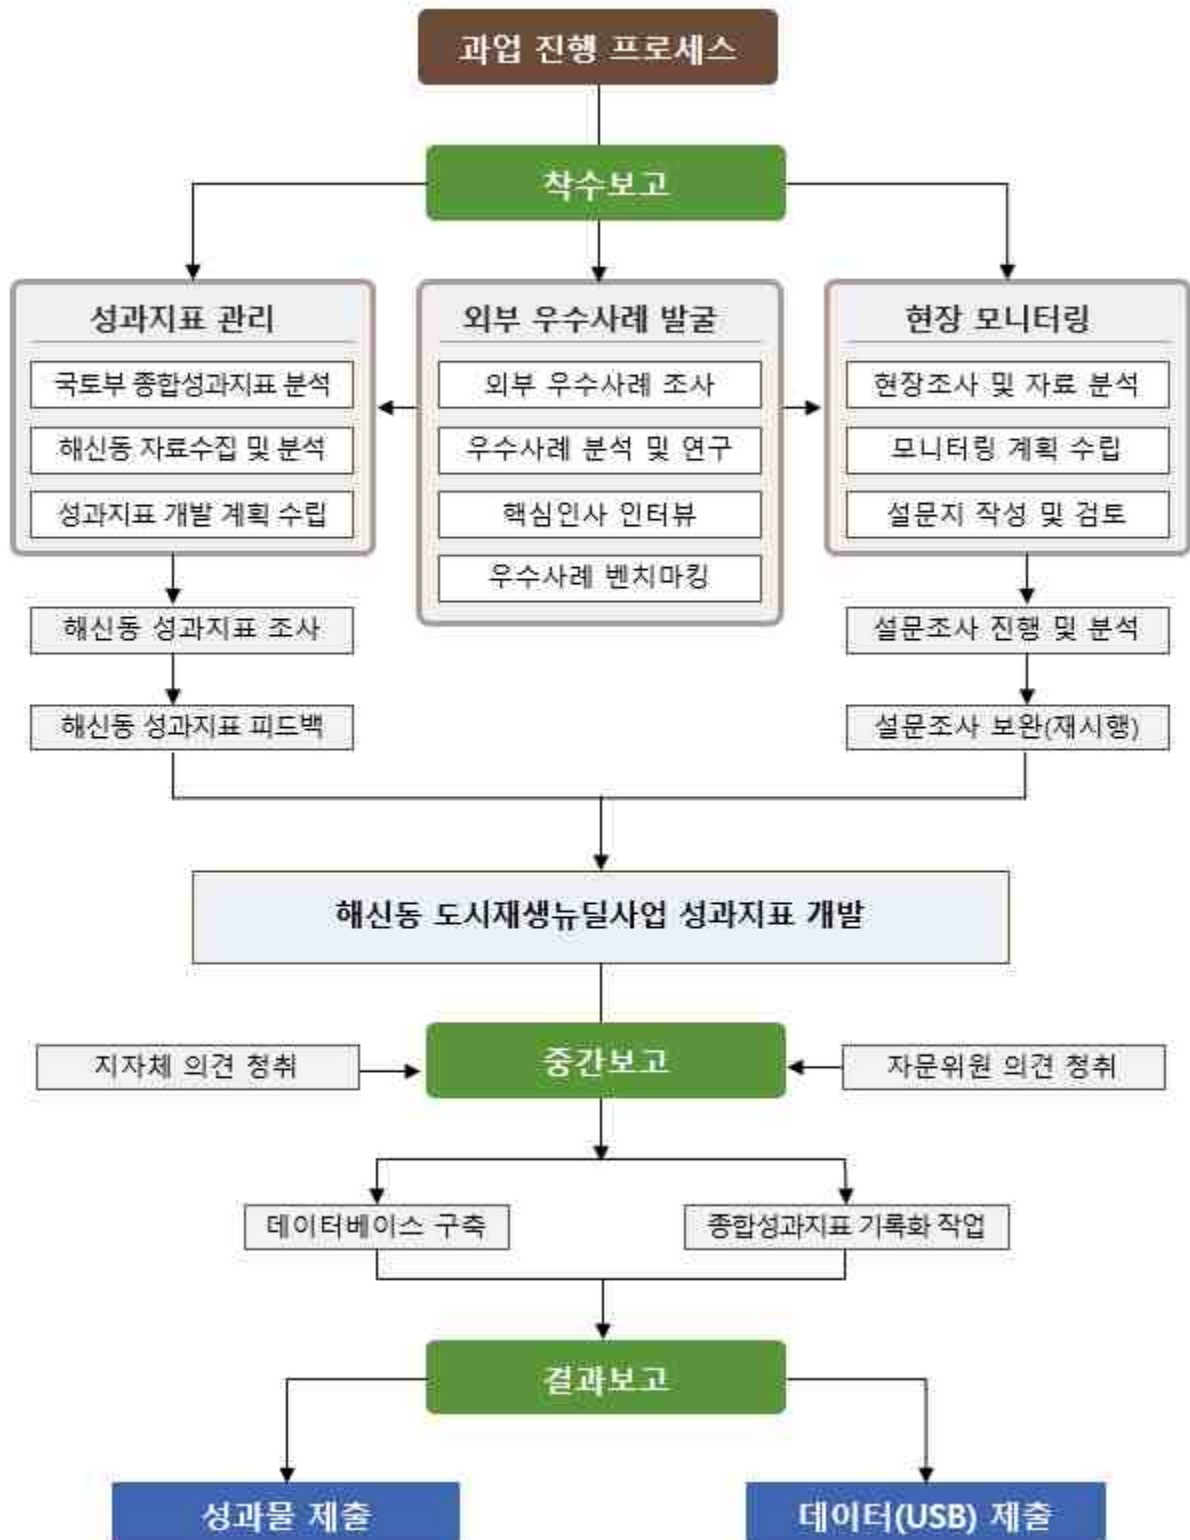 과업 진행 프로세스
착수보고
성과지표 관리
국토부 종합성과지표 분석
해신동 자료수집 및 분석
성과지표 개발 계획 수립
외부 우수사례 발굴
외부 우수사례 조사
우수사례 분석 및 연구
핵심인사 인터뷰
우수사례 벤치마킹
현장 모니터링
현장조사 및 자료 분석
모니터링 계획 수립
설문지 작성 및 검토
해신동 성과지표 조사
설문조사 진행 및 분석
해신동 성과지표 피드백
설문조사 보완(재시행)
해신동 도시재생뉴딜사업 성과지표 개발
지자체 의견 청취
중간보고
자문위원 의견 청취
데이터베이스 구축
종합성과지표 기록화 작업
결과보고
성과물 제출
데이터(USB) 제출